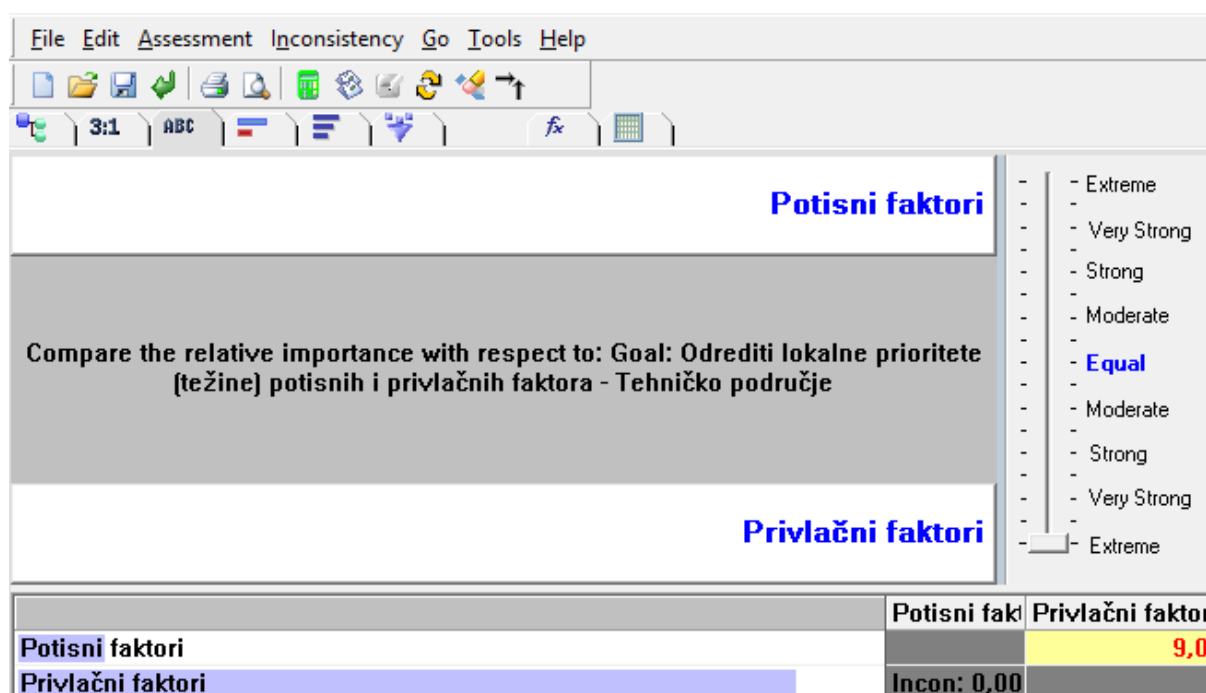 File Edit Assessment Inconsistency Go Tools Help
3:1 ABC fx
Potisni faktori
Compare the relative importance with respect to: Goal: Odrediti lokalne prioritete
(težine) potisnih i privlačnih faktora - Tehničko područje
Privlačni faktori
Extreme
Very Strong
Strong
Moderate
Equal
Moderate
Strong
Very Strong
Extreme
Potisni fakt Privlačni faktor
Potisni faktori 9,0
Privlačni faktori Incon: 0,00